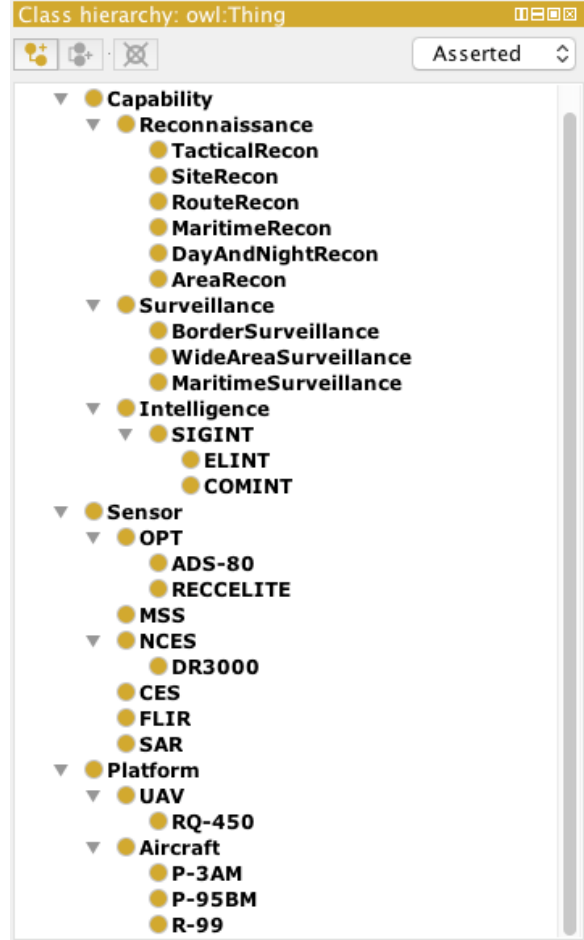 Class hierarchy: owl:Thing
Asserted
Capability
Reconnaissance
TacticalRecon
SiteRecon
RouteRecon
MaritimeRecon
DayAndNightRecon
AreaRecon
Surveillance
BorderSurveillance
WideAreaSurveillance
MaritimeSurveillance
Intelligence
SIGINT
ELINT
COMINT
Sensor
OPT
ADS-80
RECCELITE
MSS
NCES
DR3000
CES
FLIR
SAR
Platform
UAV
RQ-450
Aircraft
P-3AM
P-95BM
R-99